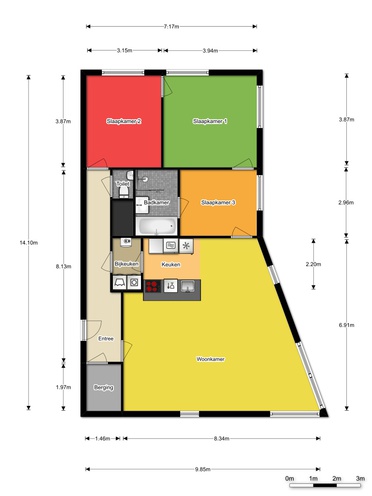 7.17m
3.15m
3.94m
3.87m
3.87m
Slaapkamer 2
Slaapkamer 1
Toilet
Badkamer
Slaapkamer 3
2.96m
14.10m
8.13m
Bijkeuken
Keuken
2.20m
6.91m
Entree
Woonkamer
1.97m
Berging
1.46m
8.34m
9.85m
0m 1m 2m 3m